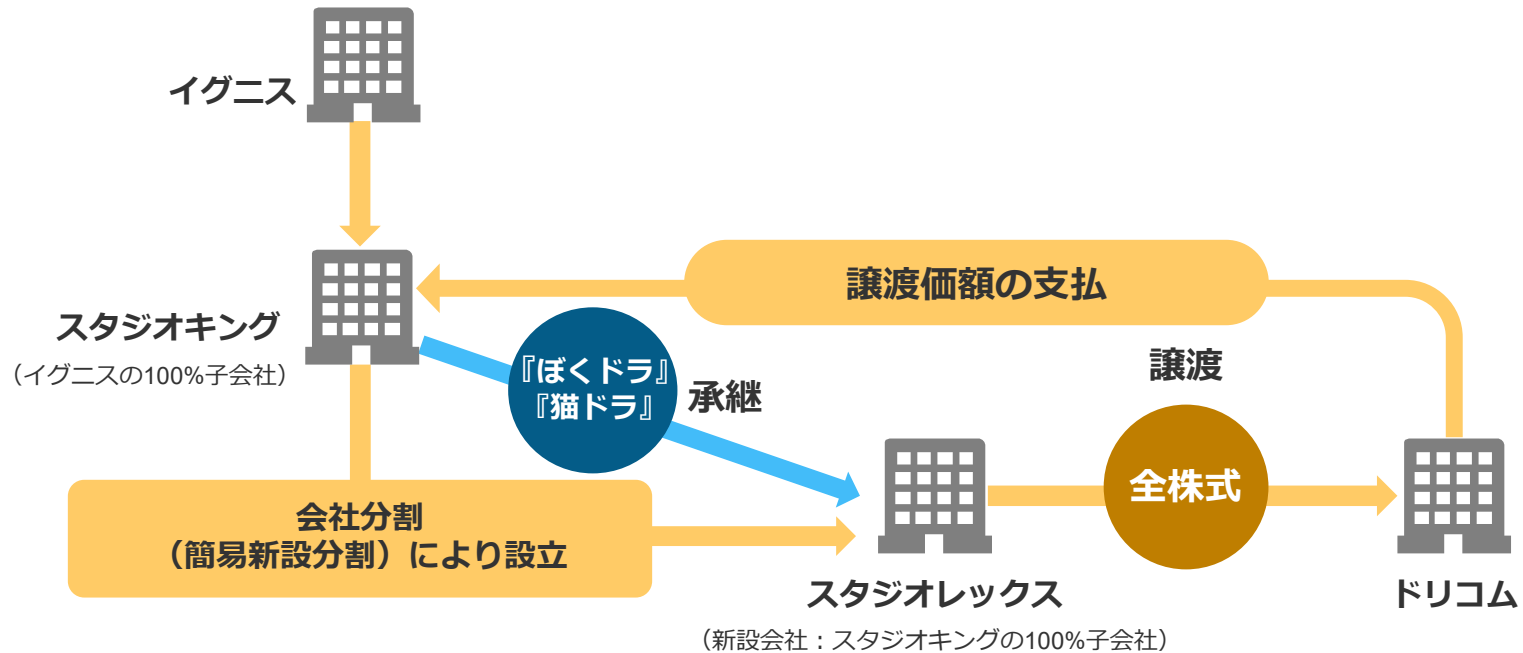 イグニス
スタジオキング
（イグニスの100%子会社）
譲渡価額の支払
『ぼくドラ』
『猫ドラ』
承継
譲渡
全株式
会社分割
（簡易新設分割）により設立
スタジオレックス
（新設会社：スタジオキングの100%子会社）
ドリコム